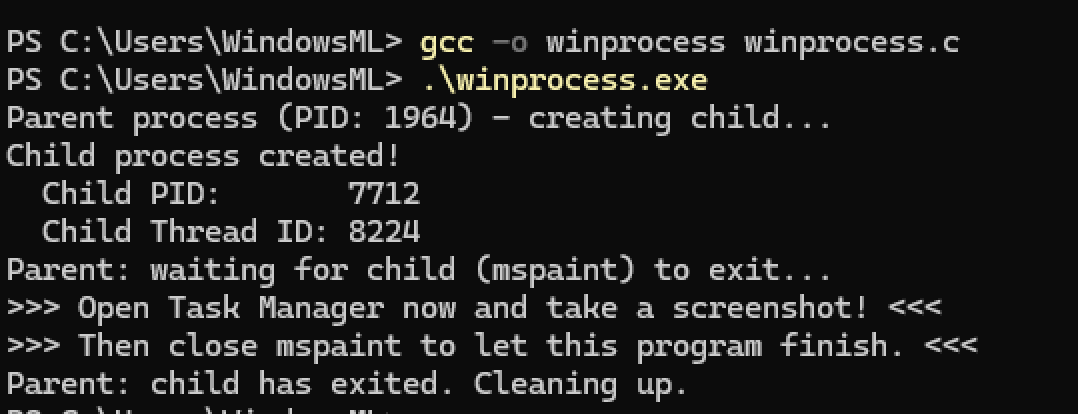 PS C:\Users\WindowsML> gcc -o winprocess winprocess.c
PS C:\Users\WindowsML> .\winprocess.exe
Parent process (PID: 1964) - creating child...
Child process created!
  Child PID:       7712
  Child Thread ID: 8224
Parent: waiting for child (mspaint) to exit...
>>> Open Task Manager now and take a screenshot! <<<
>>> Then close mspaint to let this program finish. <<<
Parent: child has exited. Cleaning up.